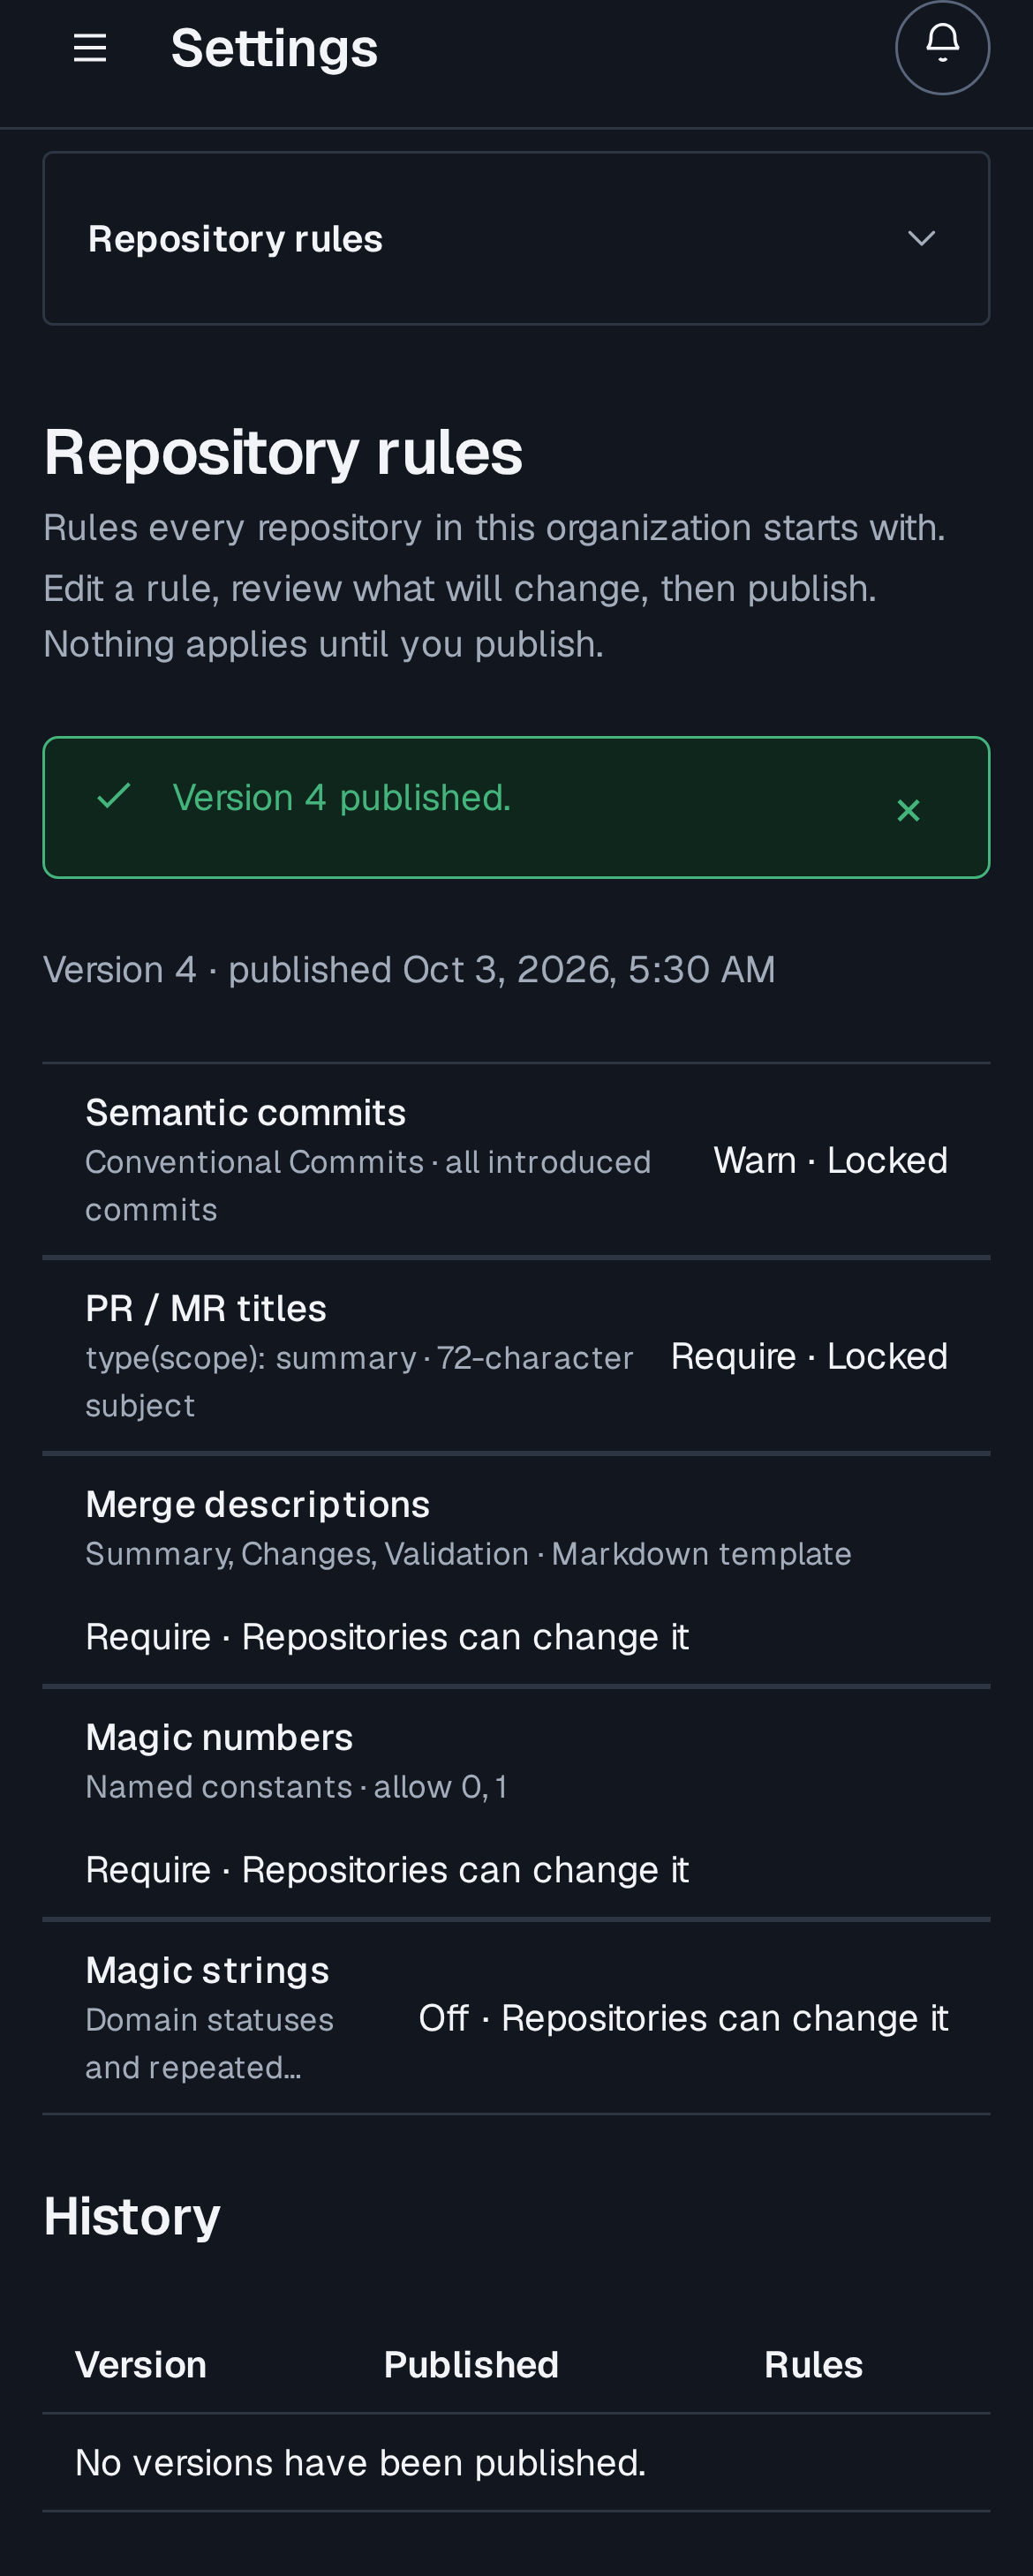 Settings
Repository rules
Repository rules
Rules every repository in this organization starts with.
Edit a rule, review what will change, then publish.
Nothing applies until you publish.
Version 4 published.
Version 4 · published Oct 3, 2026, 5:30 AM
Semantic commits
Conventional Commits · all introduced
commits
Warn · Locked
PR / MR titles
type(scope): summary · 72-character
subject
Require · Locked
Merge descriptions
Summary, Changes, Validation · Markdown template
Require · Repositories can change it
Magic numbers
Named constants · allow 0, 1
Require · Repositories can change it
Magic strings
Domain statuses
and repeated...
Off · Repositories can change it
History
Version Published Rules
No versions have been published.